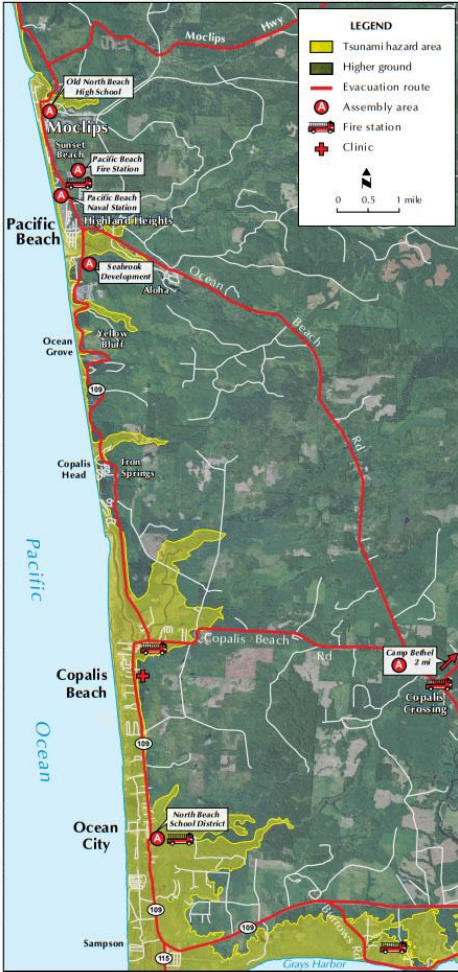 LEGEND
Tsunami hazard area
Higher ground
Evacuation route
A Assembly area
Fire station
Clinic
N
0 0.5 1 mile
Moclips Hwy
Old North Beach
High School
A
Moclips
Sunset
Beach
Pacific Beach
Fire Station
A
Pacific Beach
Naval Station
A
Highland Heights
Pacific
Beach
A
Seabrook
Development
Aloha
Ocean Beach Rd
Yellow
Bluff
Ocean
Grove
109
Copalis
Head
Iron
Springs
Pacific
Ocean
Copalis Beach
Rd
Camp Bethel
2 mi
A
Copalis
Crossing
Copalis
Beach
109
North Beach
School District
A
Ocean
City
109
109
Burrows Rd
Sampson
115
Grays Harbor